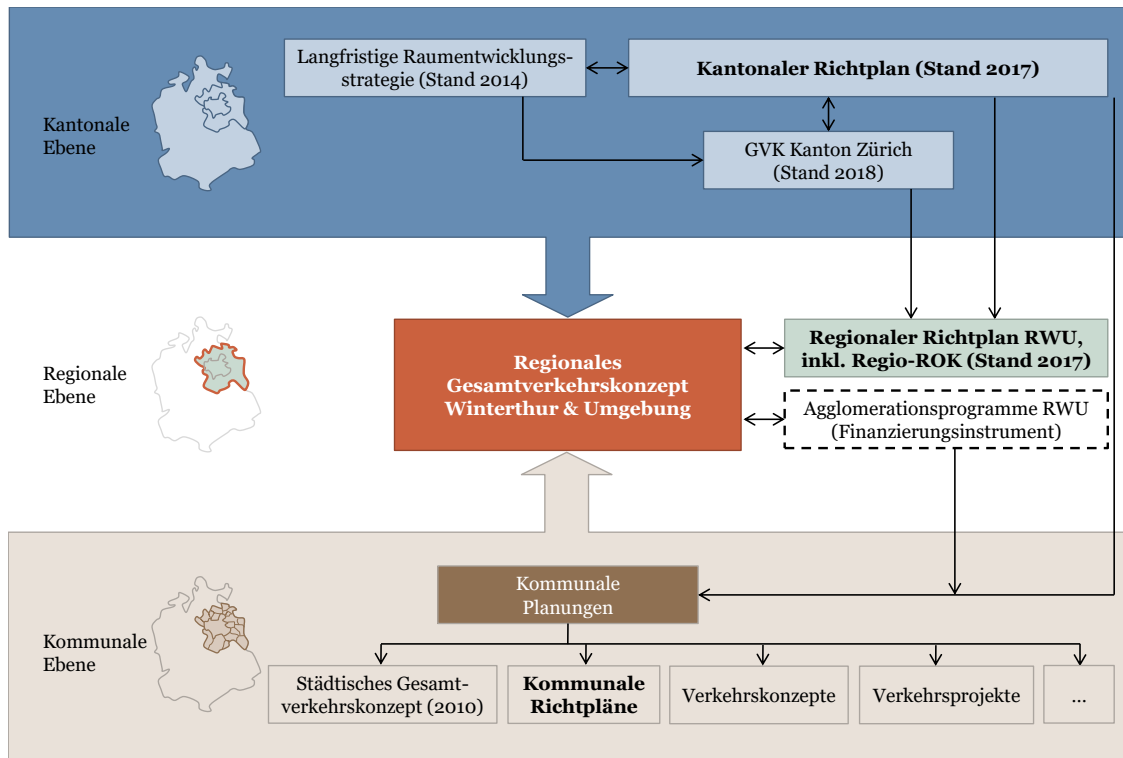 Kantonale
Ebene
Langfristige Raumentwicklungs-
strategie (Stand 2014)
Kantonaler Richtplan (Stand 2017)
GVK Kanton Zürich
(Stand 2018)
Regionale
Ebene
Regionales
Gesamtverkehrskonzept
Winterthur & Umgebung
Regionaler Richtplan RWU,
inkl. Regio-ROK (Stand 2017)
Agglomerationsprogramme RWU
(Finanzierungsinstrument)
Kommunale
Ebene
Kommunale
Planungen
Städtisches Gesamt-
verkehrskonzept (2010)
Kommunale
Richtpläne
Verkehrskonzepte
Verkehrsprojekte
...